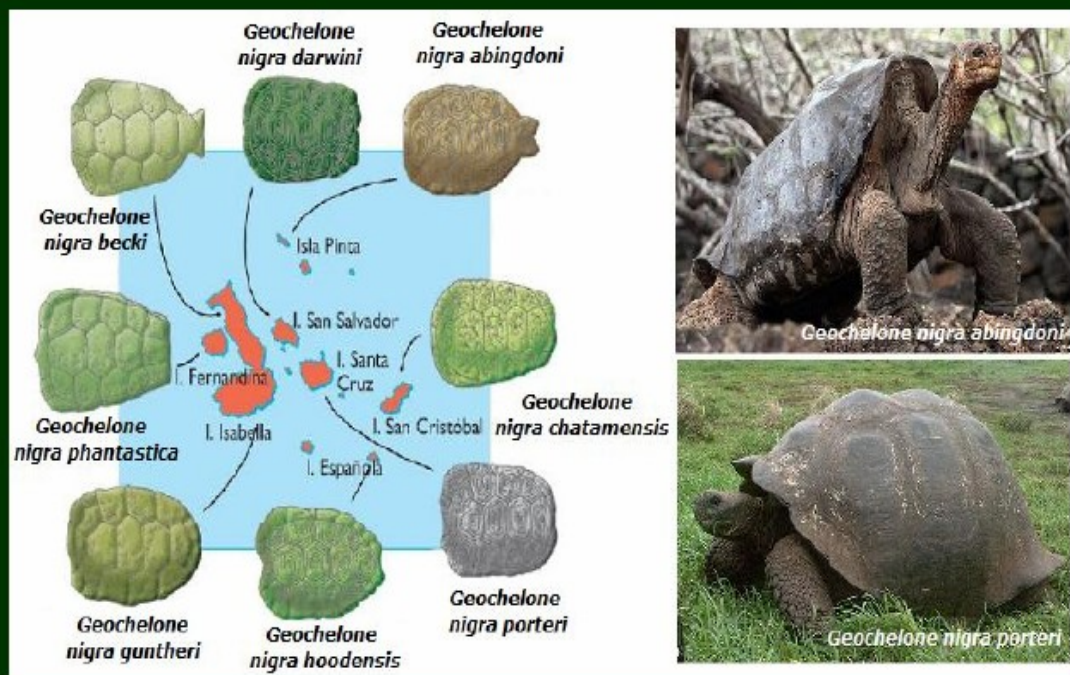 Geochelone
nigra darwini
Geochelone
nigra abingdoni
Geochelone
nigra becki
Isla Pinta
I. San Salvador
I. Fernandina
I. Santa
Cruz
I. Isabella
I. San Cristóbal
I. Española
Geochelone
nigra phantastica
Geochelone
nigra chatamensis
Geochelone
nigra guntheri
Geochelone
nigra hoodensis
Geochelone
nigra porteri
Geochelone nigra abingdoni
Geochelone nigra porteri